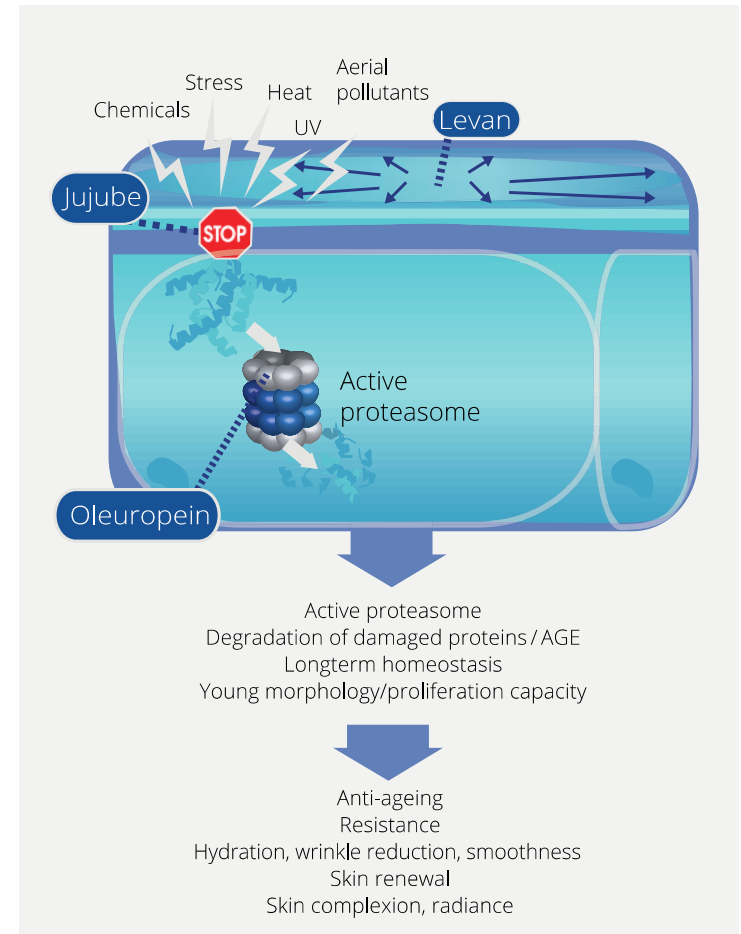 Aerial
pollutants
Stress
Heat
Chemicals
UV
Levan
Jujube
STOP
Active
proteasome
Oleuropein
Active proteasome
Degradation of damaged proteins / AGE
Longterm homeostasis
Young morphology/proliferation capacity
Anti-ageing
Resistance
Hydration, wrinkle reduction, smoothness
Skin renewal
Skin complexion, radiance